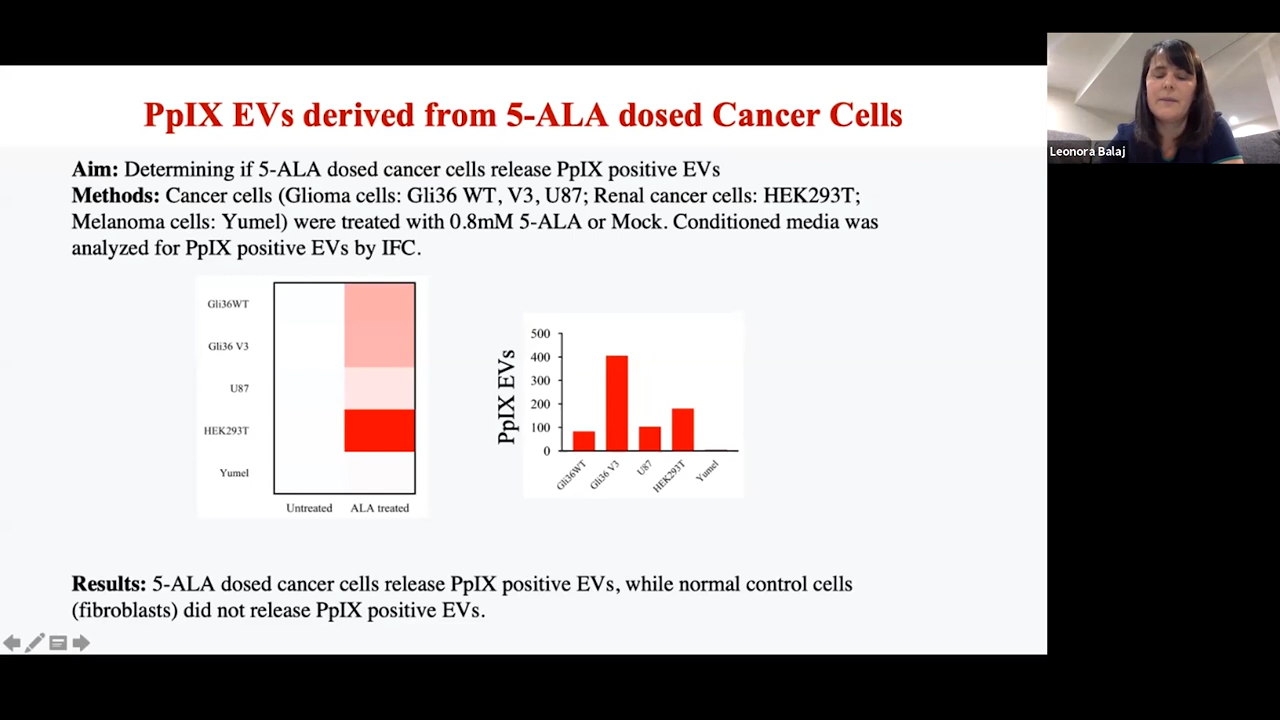 PpIX EVs derived from 5-ALA dosed Cancer Cells
Leonora Balaj
Aim: Determining if 5-ALA dosed cancer cells release PpIX positive EVs
Methods: Cancer cells (Glioma cells: Gli36 WT, V3, U87; Renal cancer cells: HEK293T;
Melanoma cells: Yumel) were treated with 0.8mM 5-ALA or Mock. Conditioned media was
analyzed for PpIX positive EVs by IFC.
Gli36WT
Gli36 V3
U87
HEK293T
Yumel
Untreated ALA treated
PpIX EVs
500
400
300
200
100
0
Gli36WT
Gli36 V3
U87
HEK293T
Yumel
Results: 5-ALA dosed cancer cells release PpIX positive EVs, while normal control cells
(fibroblasts) did not release PpIX positive EVs.